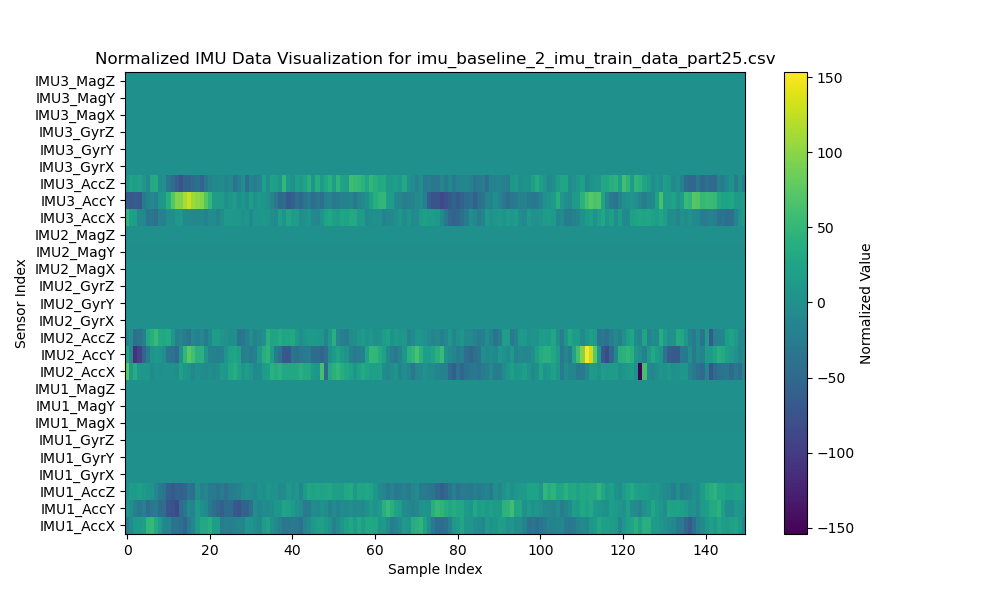 Normalized IMU Data Visualization for imu_baseline_2_imu_train_data_part25.csv
IMU3_MagZ
IMU3_MagY
IMU3_MagX
IMU3_GyrZ
IMU3_GyrY
IMU3_GyrX
IMU3_AccZ
IMU3_AccY
IMU3_AccX
IMU2_MagZ
IMU2_MagY
IMU2_MagX
IMU2_GyrZ
IMU2_GyrY
IMU2_GyrX
IMU2_AccZ
IMU2_AccY
IMU2_AccX
IMU1_MagZ
IMU1_MagY
IMU1_MagX
IMU1_GyrZ
IMU1_GyrY
IMU1_GyrX
IMU1_AccZ
IMU1_AccY
IMU1_AccX
Sensor Index
0 20 40 60 80 100 120 140
Sample Index
150
100
50
0
−50
−100
−150
Normalized Value